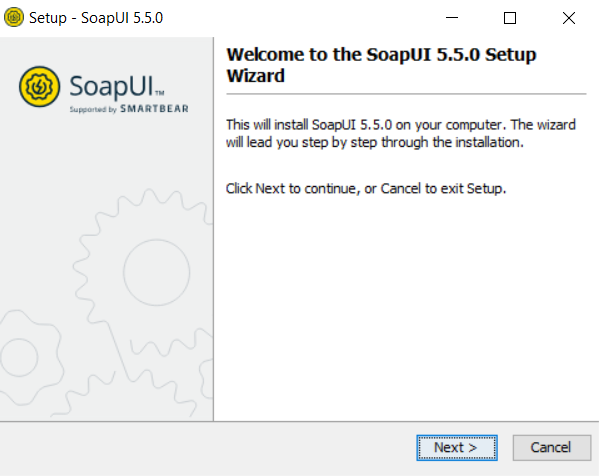 Setup - SoapUI 5.5.0
SoapUI™
Supported by SMARTBEAR
Welcome to the SoapUI 5.5.0 Setup
Wizard
This will install SoapUI 5.5.0 on your computer. The wizard
will lead you step by step through the installation.
Click Next to continue, or Cancel to exit Setup.
Next >
Cancel